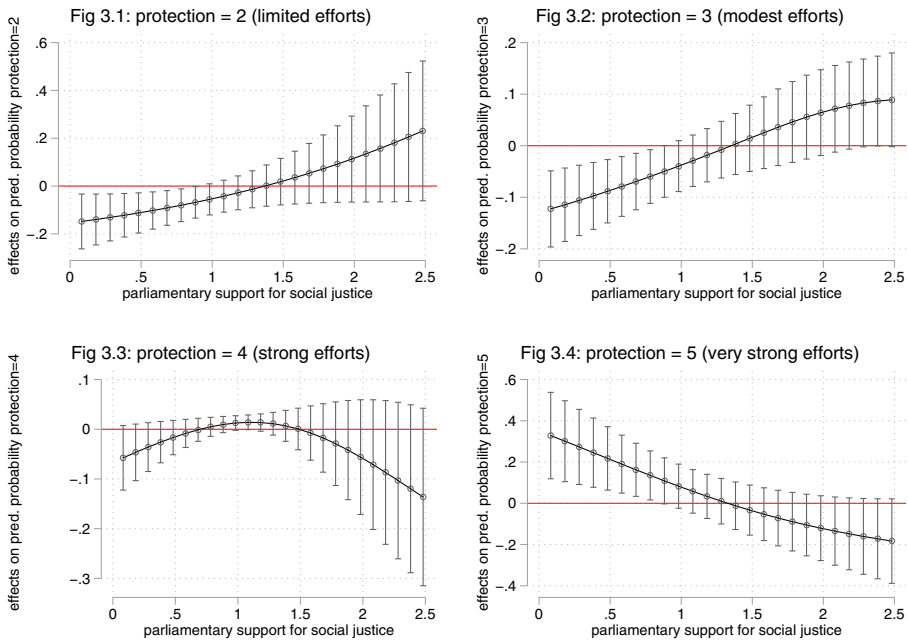 Fig 3.1: protection = 2 (limited efforts)
effects on pred. probability protection=2
.6
.4
.2
0
-.2
0 .5 1 1.5 2 2.5
parliamentary support for social justice
Fig 3.2: protection = 3 (modest efforts)
effects on pred. probability protection=3
.2
.1
0
-.1
-.2
0 .5 1 1.5 2 2.5
parliamentary support for social justice
Fig 3.3: protection = 4 (strong efforts)
effects on pred. probability protection=4
.1
0
-.1
-.2
-.3
0 .5 1 1.5 2 2.5
parliamentary support for social justice
Fig 3.4: protection = 5 (very strong efforts)
effects on pred. probability protection=5
.6
.4
.2
0
-.2
-.4
0 .5 1 1.5 2 2.5
parliamentary support for social justice